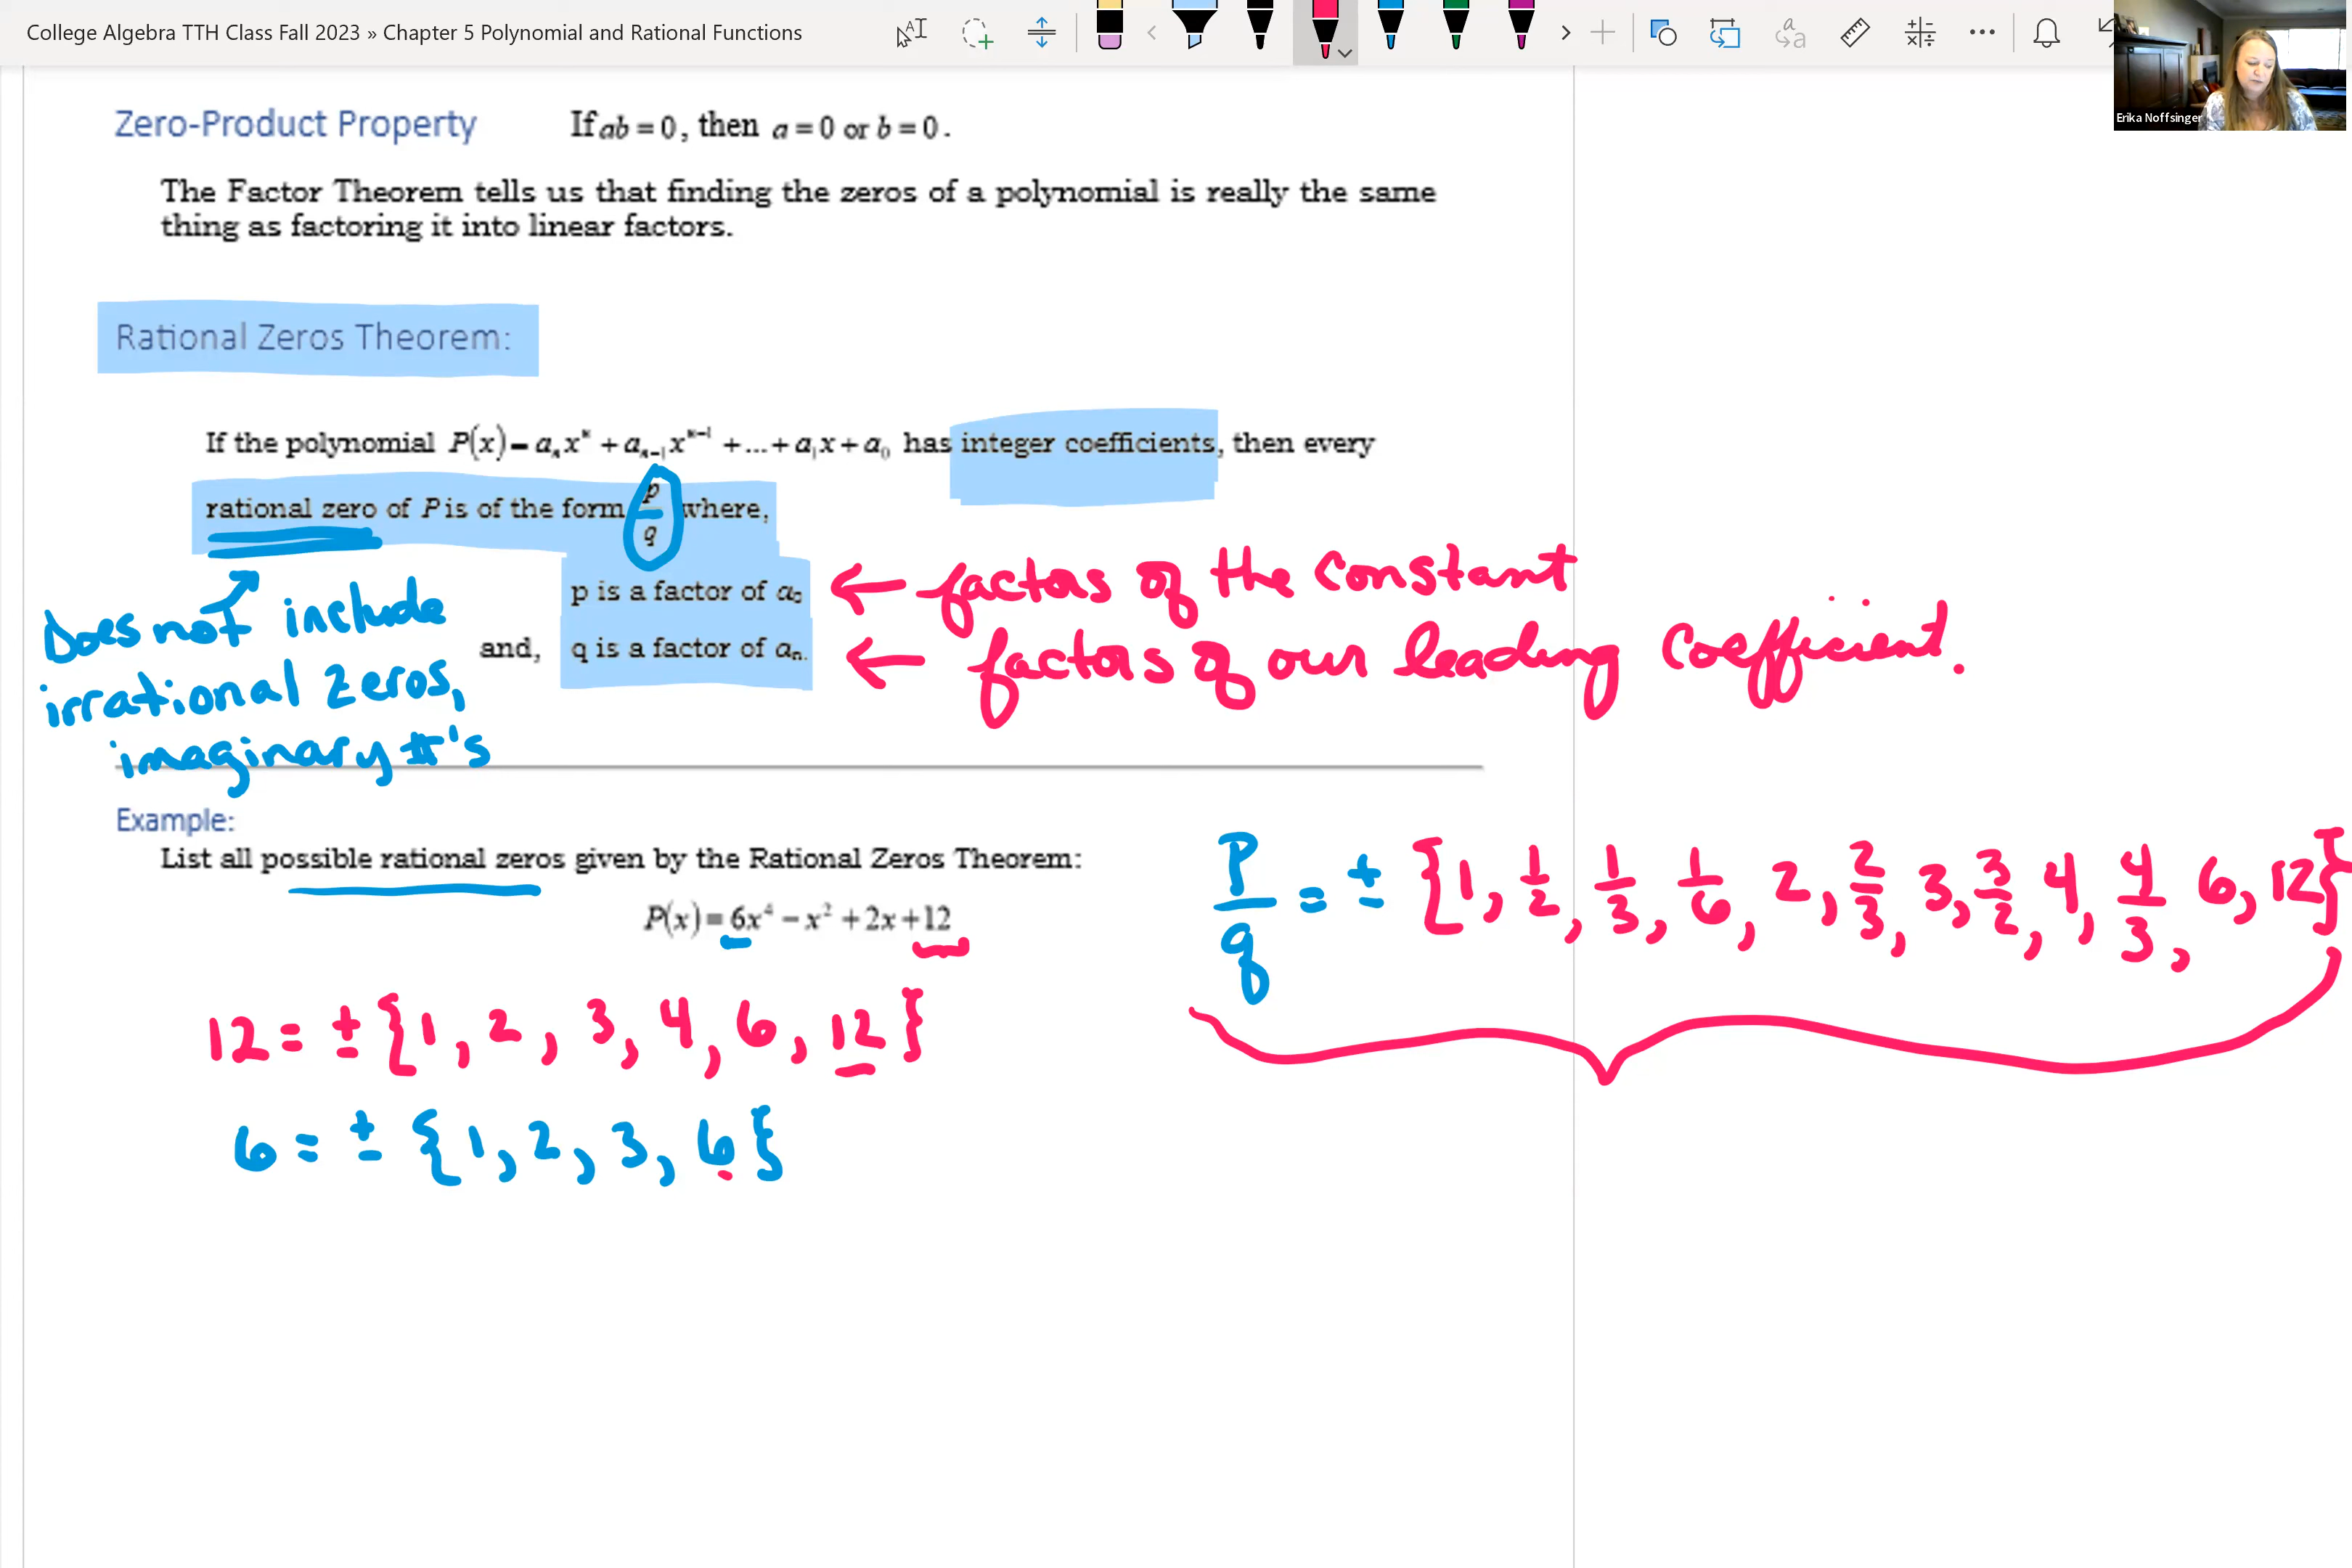 College Algebra TTH Class Fall 2023 » Chapter 5 Polynomial and Rational Functions
Erika Noffsinger
Zero-Product Property If ab = 0, then a = 0 or b = 0.
The Factor Theorem tells us that finding the zeros of a polynomial is really the same
thing as factoring it into linear factors.
Rational Zeros Theorem:
If the polynomial P(x) = aₙxⁿ + aₙ₋₁xⁿ⁻¹ + ... + a₁x + a₀ has integer coefficients, then every
rational zero of P is of the form p/q where,
p is a factor of a₀ ← factors of the constant
and, q is a factor of aₙ. ← factors of our leading coefficient.
Does not include
irrational zeros,
imaginary #'s
Example:
List all possible rational zeros given by the Rational Zeros Theorem:
P(x) = 6x⁴ − x² + 2x + 12
p/q = ± {1, 1/2, 1/3, 1/6, 2, 2/3, 3, 3/2, 4, 4/3, 6, 12}
12 = ± {1, 2, 3, 4, 6, 12}
6 = ± {1, 2, 3, 6}